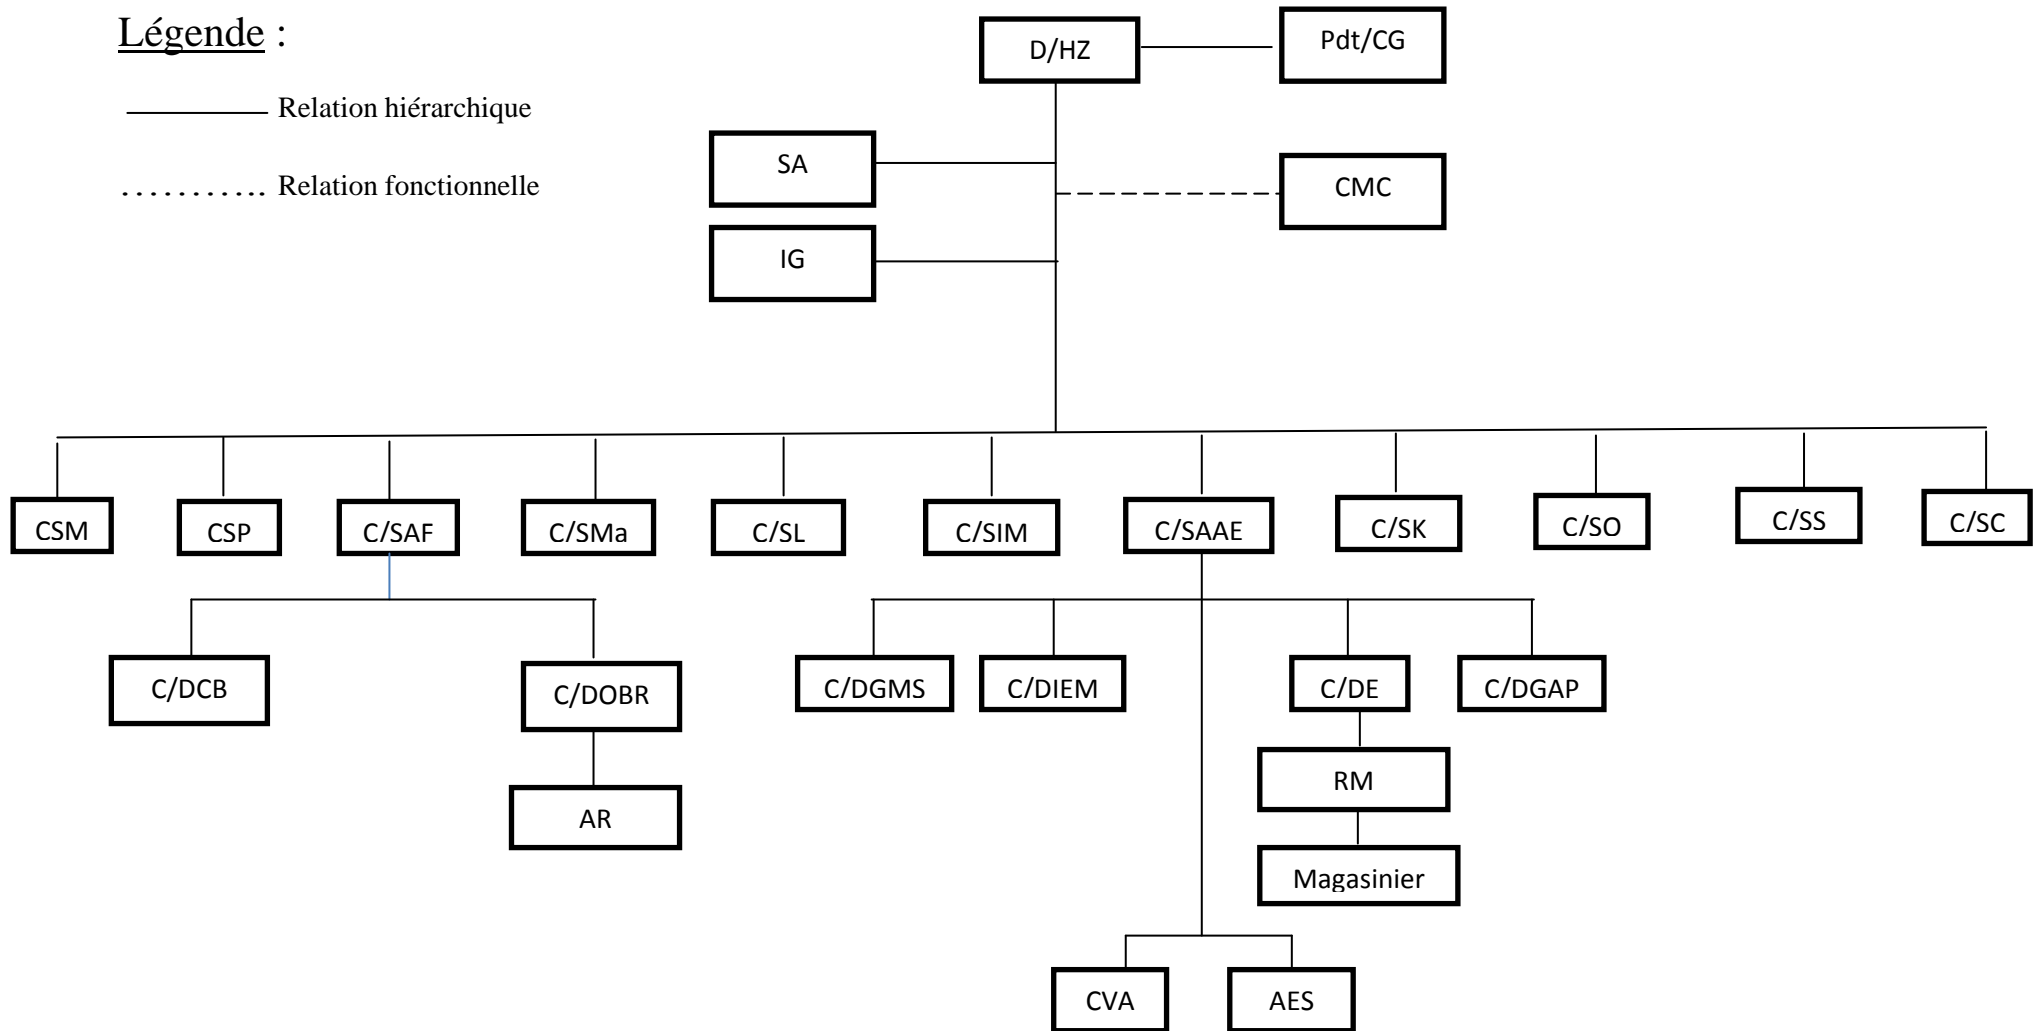 Légende :
Relation hiérarchique
........... Relation fonctionnelle
D/HZ
Pdt/CG
SA
CMC
IG
CSM
CSP
C/SAF
C/SMa
C/SL
C/SIM
C/SAAE
C/SK
C/SO
C/SS
C/SC
C/DCB
C/DOBR
C/DGMS
C/DIEM
C/DE
C/DGAP
AR
RM
Magasinier
CVA
AES